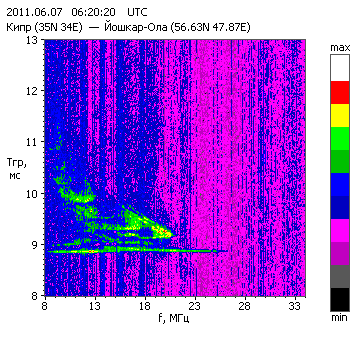 2011.06.07 06:20:20 UTC
Кипр (35N 34E) — Йошкар-Ола (56.63N 47.87E)
max
13
12
11
Тгр,
мс
10
9
8
8 13 18 23 28 33
f, МГц
min